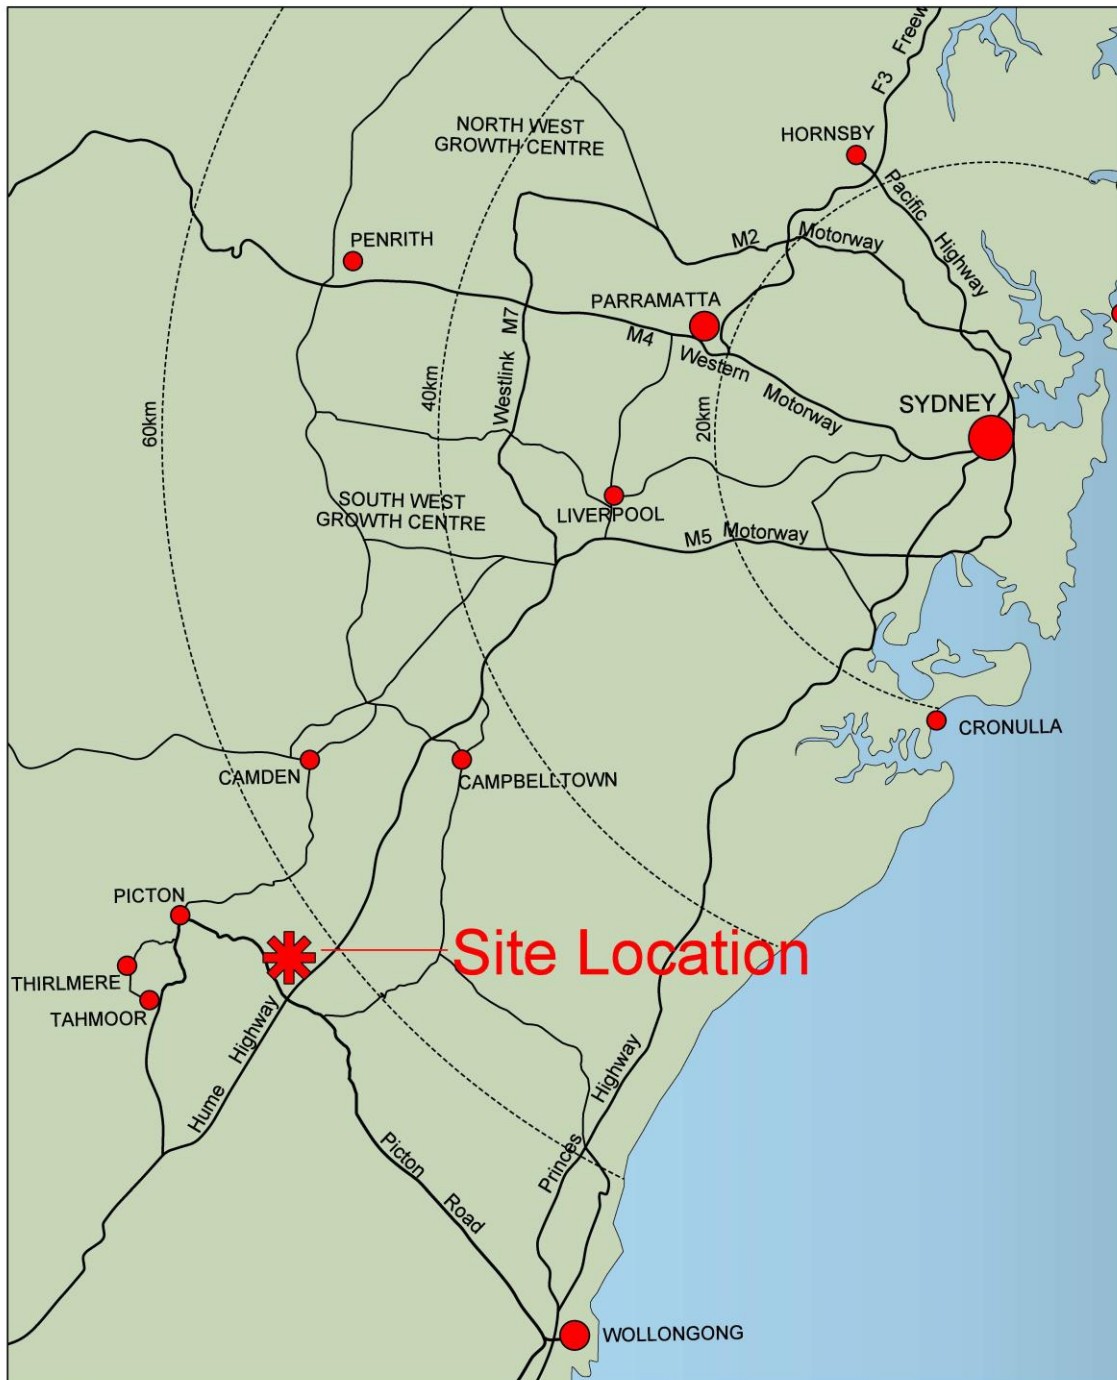 F3 Freew
HORNSBY
NORTH WEST
GROWTH CENTRE
Pacific Highway
PENRITH
M2 Motorway
PARRAMATTA
M4 Western Motorway
Westlink M7
60km
40km
20km
SYDNEY
SOUTH WEST
GROWTH CENTRE
LIVERPOOL
M5 Motorway
CRONULLA
CAMDEN
CAMPBELLTOWN
PICTON
Site Location
THIRLMERE
TAHMOOR
Hume Highway
Princes Highway
Picton Road
WOLLONGONG